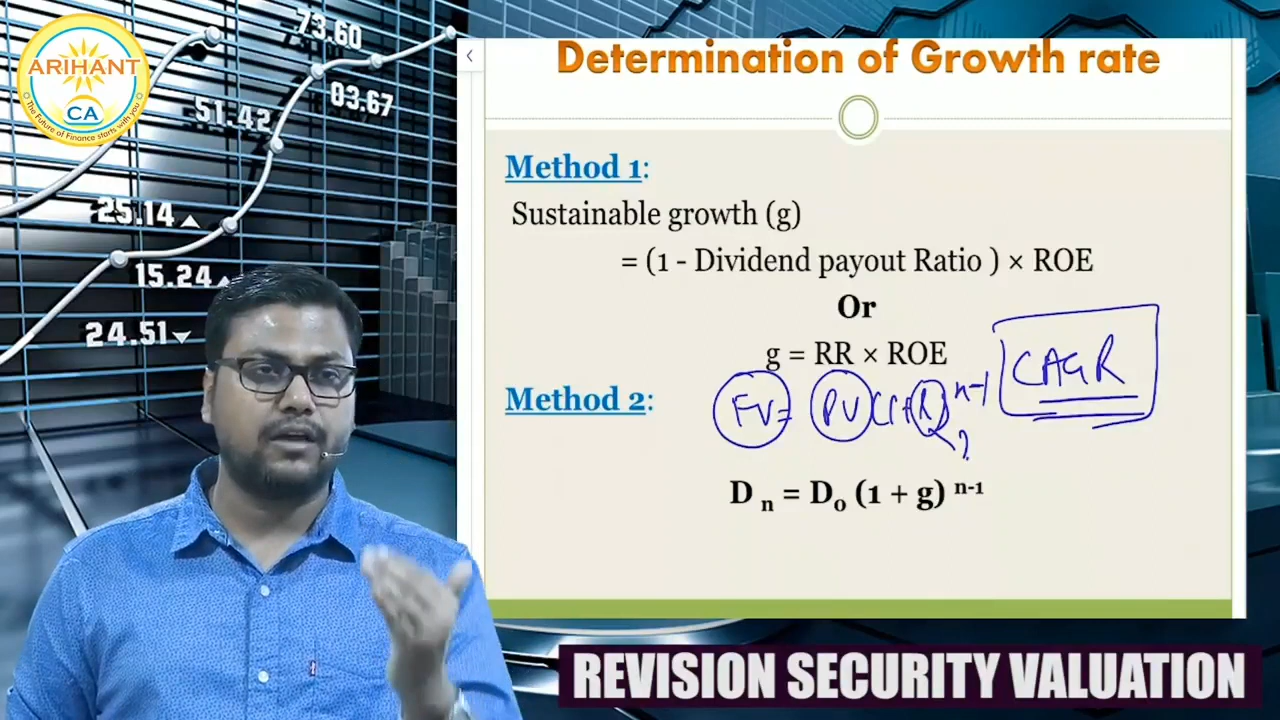 ARIHANT
CA
The Future of Finance starts with you
73.60
51.42
03.67
25.14
15.24
24.51
Determination of Growth rate
Method 1:
Sustainable growth (g)
= (1 - Dividend payout Ratio ) × ROE
Or
g = RR × ROE
CAGR
Method 2:
FV = PV (1+R)^n-1
?
D n = D0 (1 + g) n-1
REVISION SECURITY VALUATION